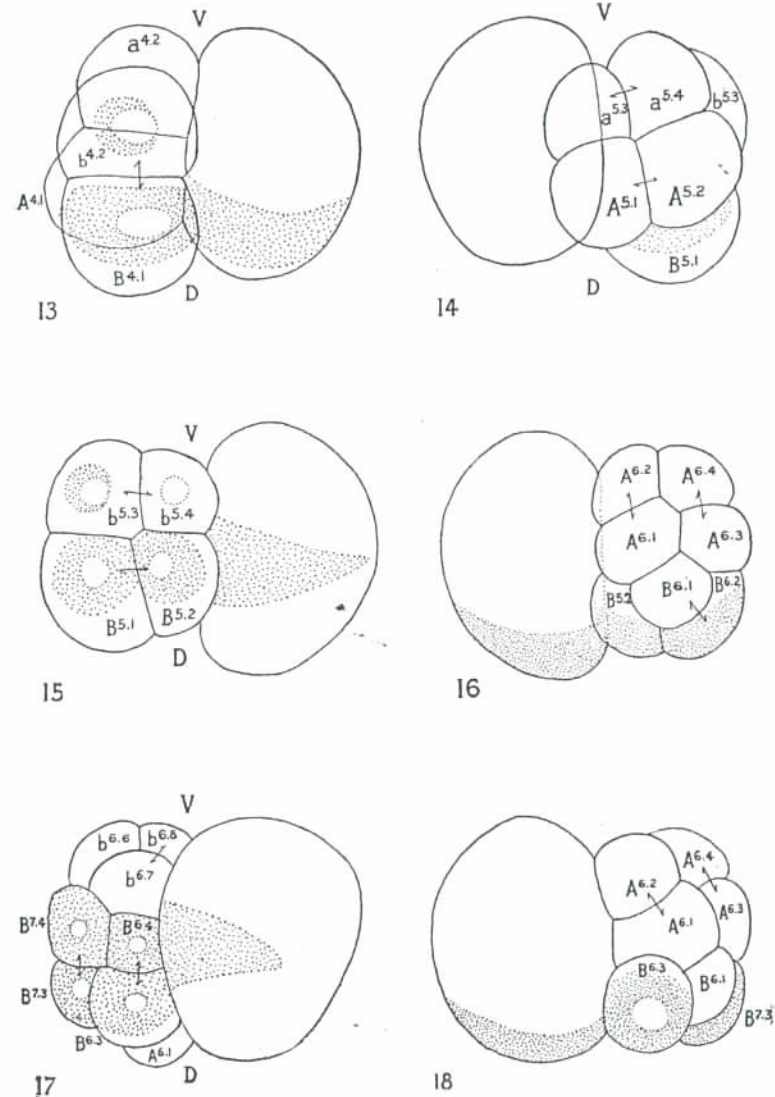 V
V
a4.2
b4.2
A4.1
B4.1
D
13
a5.3
a5.4
b5.3
A5.1
A5.2
B5.1
D
14
V
b5.3
b5.4
B5.1
B5.2
D
15
A6.2
A6.4
A6.1
A6.3
B5.2
B6.1
B6.2
16
V
b6.6
b6.8
b6.7
B7.4
B6.4
B7.3
B6.3
A6.1
D
17
A6.4
A6.2
A6.1
A6.3
B6.3
B6.1
B7.3
18